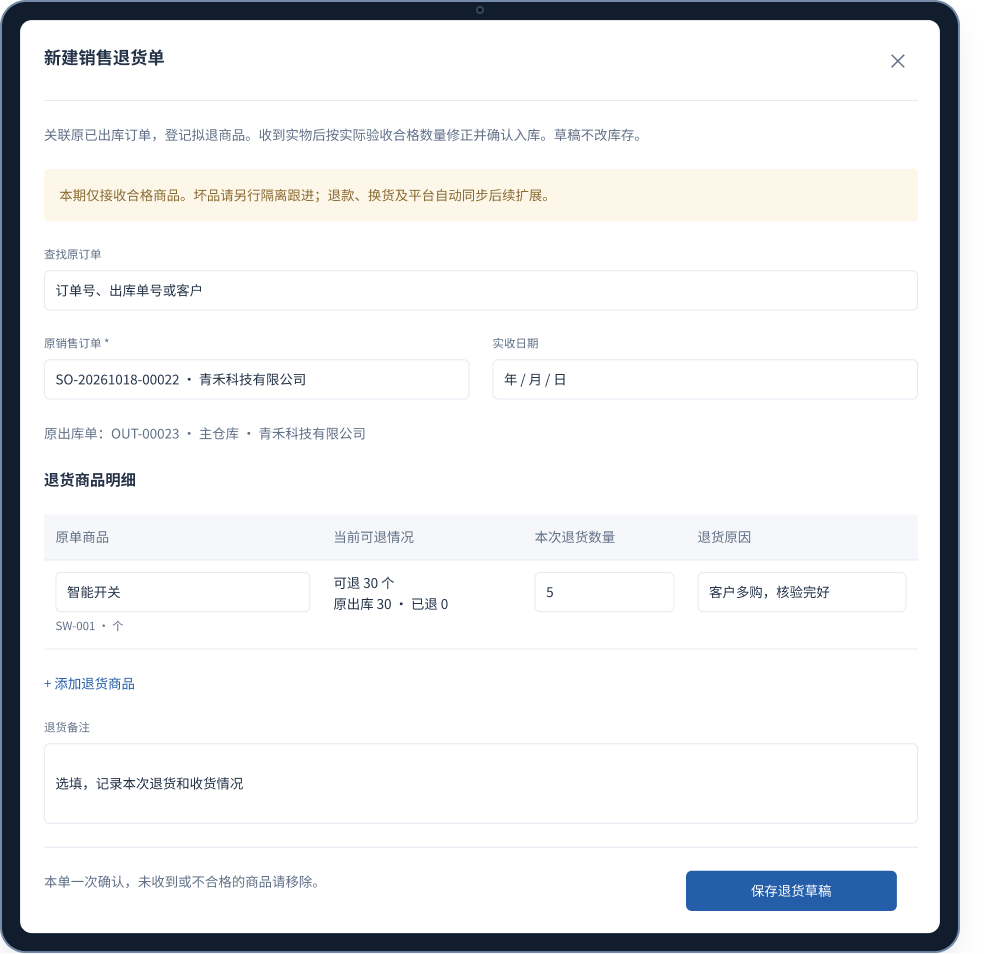 新建销售退货单
关联原已出库订单，登记拟退商品。收到实物后按实际验收合格数量修正并确认入库。草稿不改库存。
本期仅接收合格商品。坏品请另行隔离跟进；退款、换货及平台自动同步后续扩展。
查找原订单
订单号、出库单号或客户
原销售订单 * 实收日期
SO-20261018-00022 · 青禾科技有限公司 年 / 月 / 日
原出库单：OUT-00023 · 主仓库 · 青禾科技有限公司
退货商品明细
原单商品 当前可退情况 本次退货数量 退货原因
智能开关 可退 30 个 5 客户多购，核验完好
原出库 30 · 已退 0
SW-001 · 个
+ 添加退货商品
退货备注
选填，记录本次退货和收货情况
本单一次确认，未收到或不合格的商品请移除。
保存退货草稿